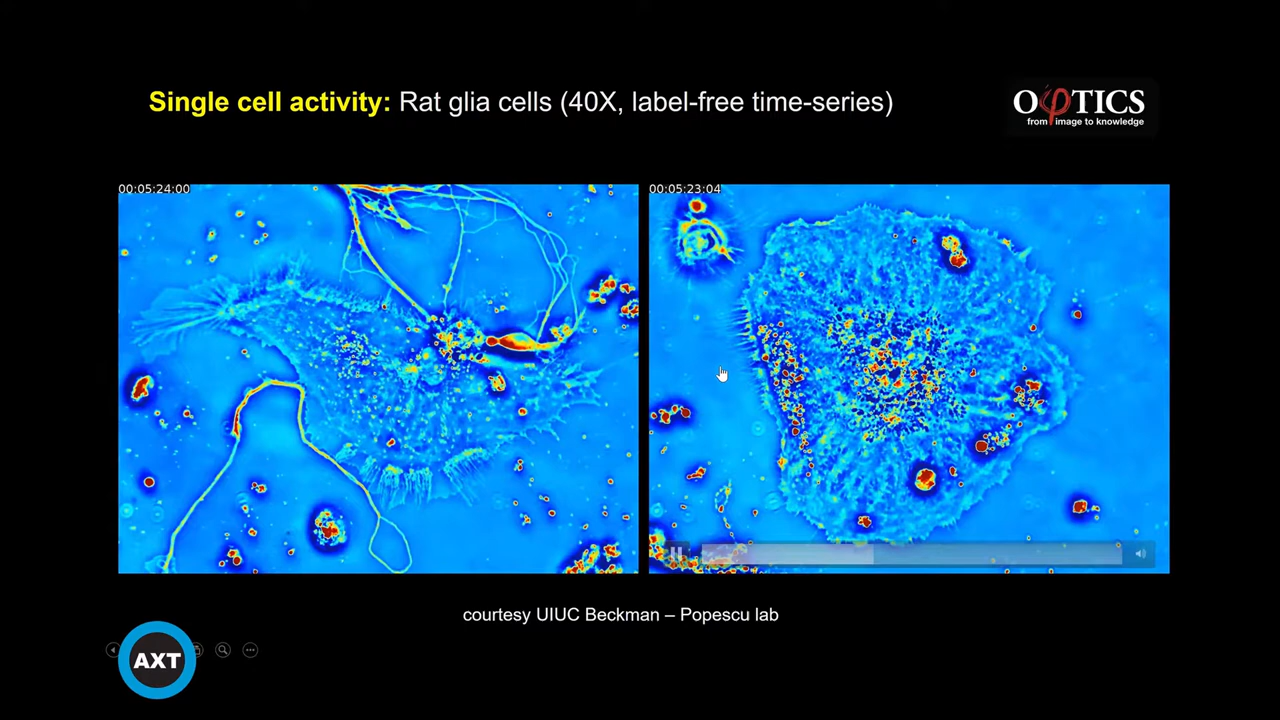 Single cell activity: Rat glia cells (40X, label-free time-series)
OφTICS
from image to knowledge
00:05:24:00
00:05:23:04
courtesy UIUC Beckman – Popescu lab
AXT